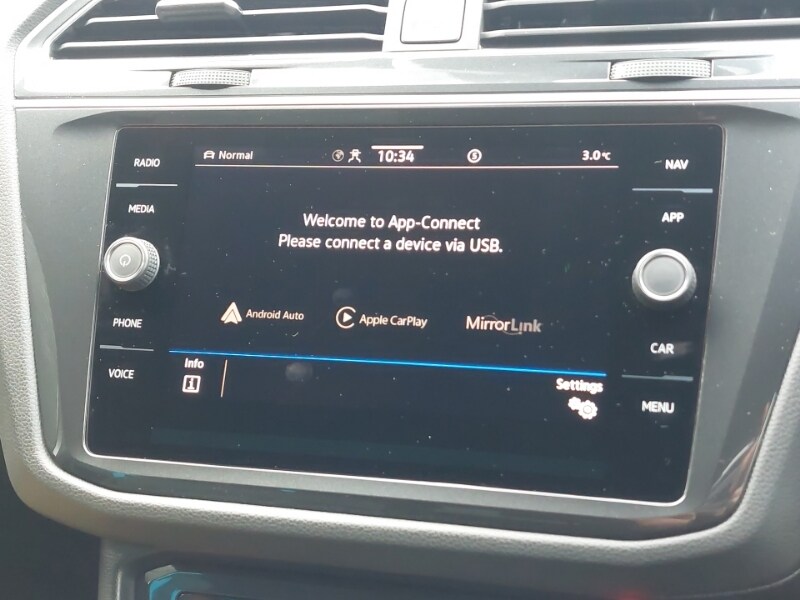 Normal
10:34
3.0°C
RADIO
NAV
MEDIA
APP
Welcome to App-Connect
Please connect a device via USB.
Android Auto
Apple CarPlay
MirrorLink
PHONE
CAR
VOICE
Info
Settings
MENU